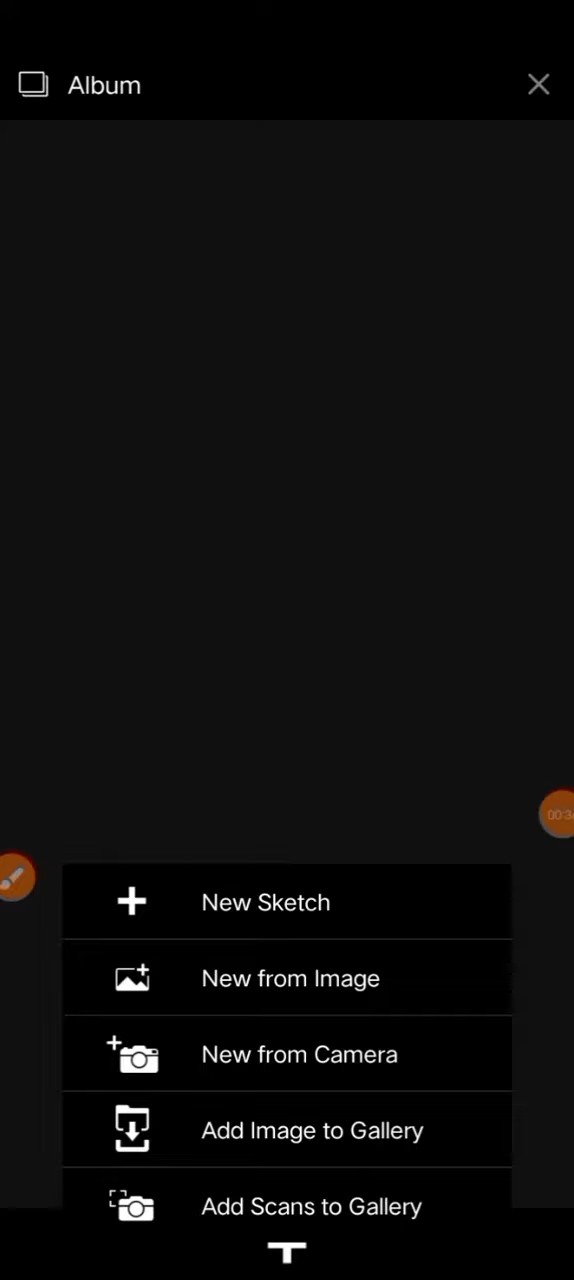 Album
New Sketch
New from Image
New from Camera
Add Image to Gallery
Add Scans to Gallery